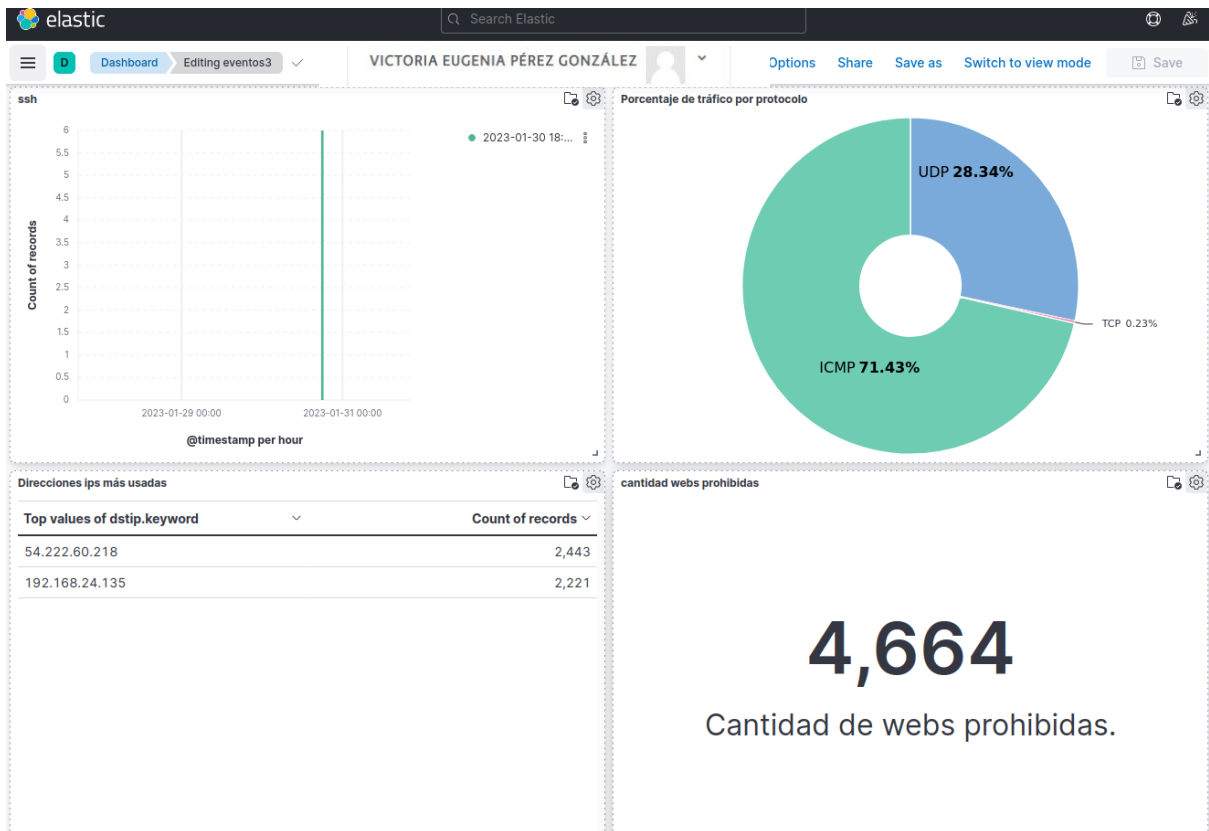 elastic
Search Elastic
D
Dashboard
Editing eventos3
VICTORIA EUGENIA PÉREZ GONZÁLEZ
Options
Share
Save as
Switch to view mode
Save
ssh
6
5.5
5
4.5
4
3.5
3
2.5
2
1.5
1
0.5
0
Count of records
2023-01-29 00:00
2023-01-31 00:00
@timestamp per hour
2023-01-30 18:...
Porcentaje de tráfico por protocolo
UDP 28.34%
TCP 0.23%
ICMP 71.43%
Direcciones ips más usadas
Top values of dstip.keyword
Count of records
54.222.60.218
2,443
192.168.24.135
2,221
cantidad webs prohibidas
4,664
Cantidad de webs prohibidas.